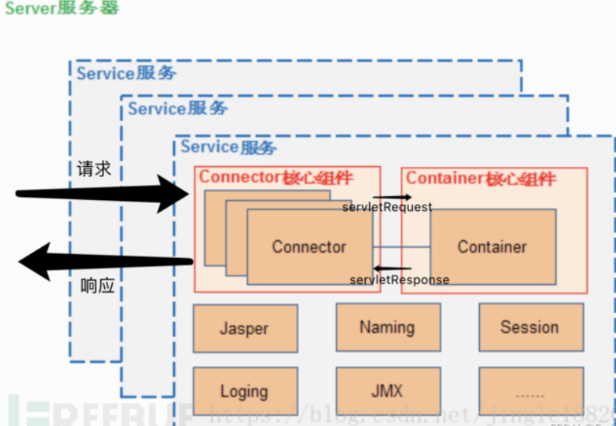 Server服务器
Service服务
Service服务
Service服务
请求
Connector核心组件
Container核心组件
servletRequest
Connector
Container
servletResponse
响应
Jasper
Naming
Session
Loging
JMX
......
REEBUF
https://blog.csdn.net/jingle1882